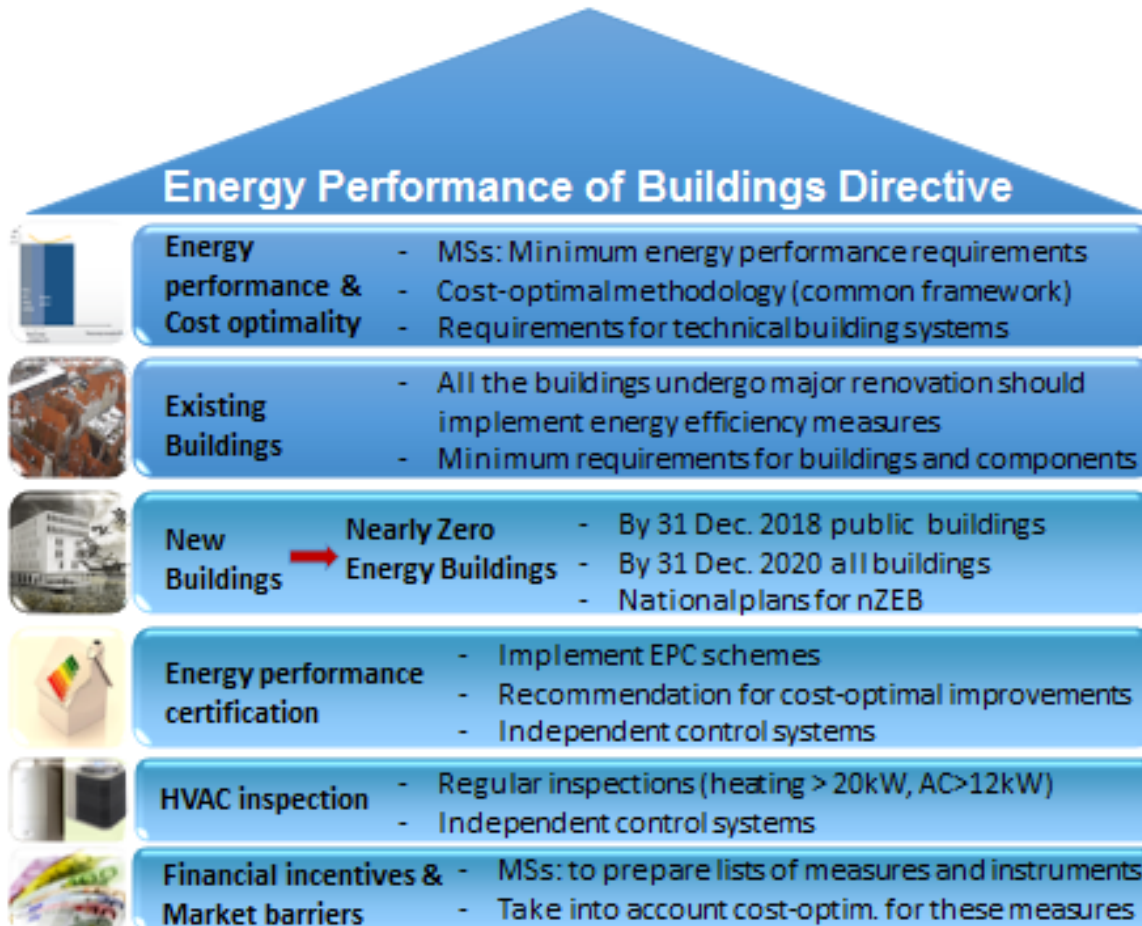 Energy Performance of Buildings Directive
Energy
performance &
Cost optimality
- MSs: Minimum energy performance requirements
- Cost-optimal methodology (common framework)
- Requirements for technical building systems
Existing
Buildings
- All the buildings undergo major renovation should
implement energy efficiency measures
- Minimum requirements for buildings and components
New
Buildings
Nearly Zero
Energy Buildings
- By 31 Dec. 2018 public buildings
- By 31 Dec. 2020 all buildings
- National plans for nZEB
Energy performance
certification
- Implement EPC schemes
- Recommendation for cost-optimal improvements
- Independent control systems
HVAC inspection
- Regular inspections (heating > 20kW, AC>12kW)
- Independent control systems
Financial incentives &
Market barriers
- MSs: to prepare lists of measures and instruments
- Take into account cost-optim. for these measures